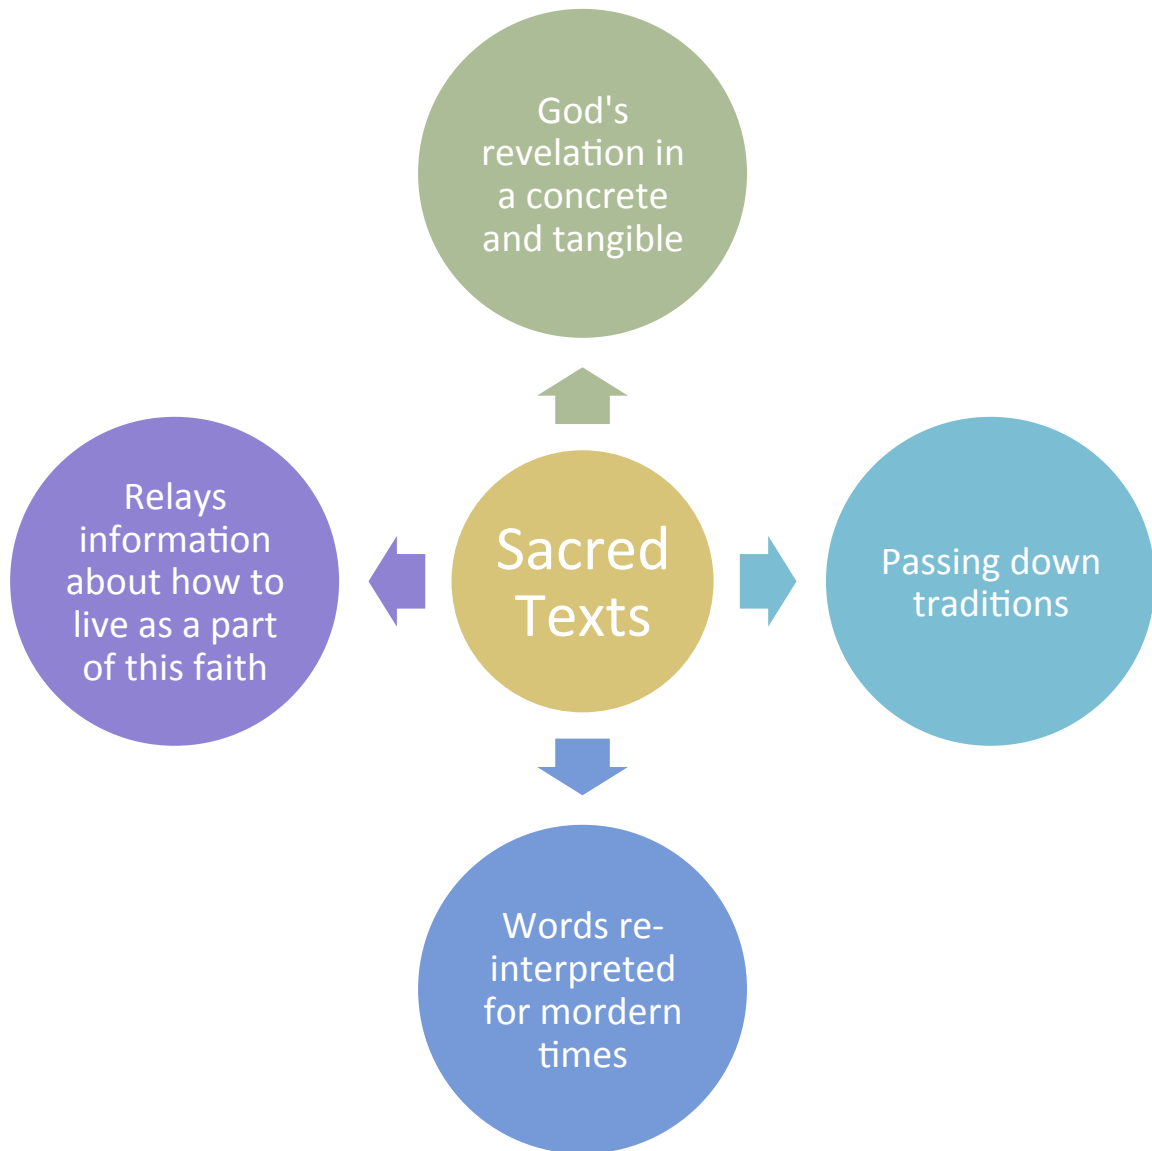 God's
revelation in
a concrete
and tangible
Relays
information
about how to
live as a part
of this faith
Sacred
Texts
Passing down
traditions
Words re-
interpreted
for mordern
times